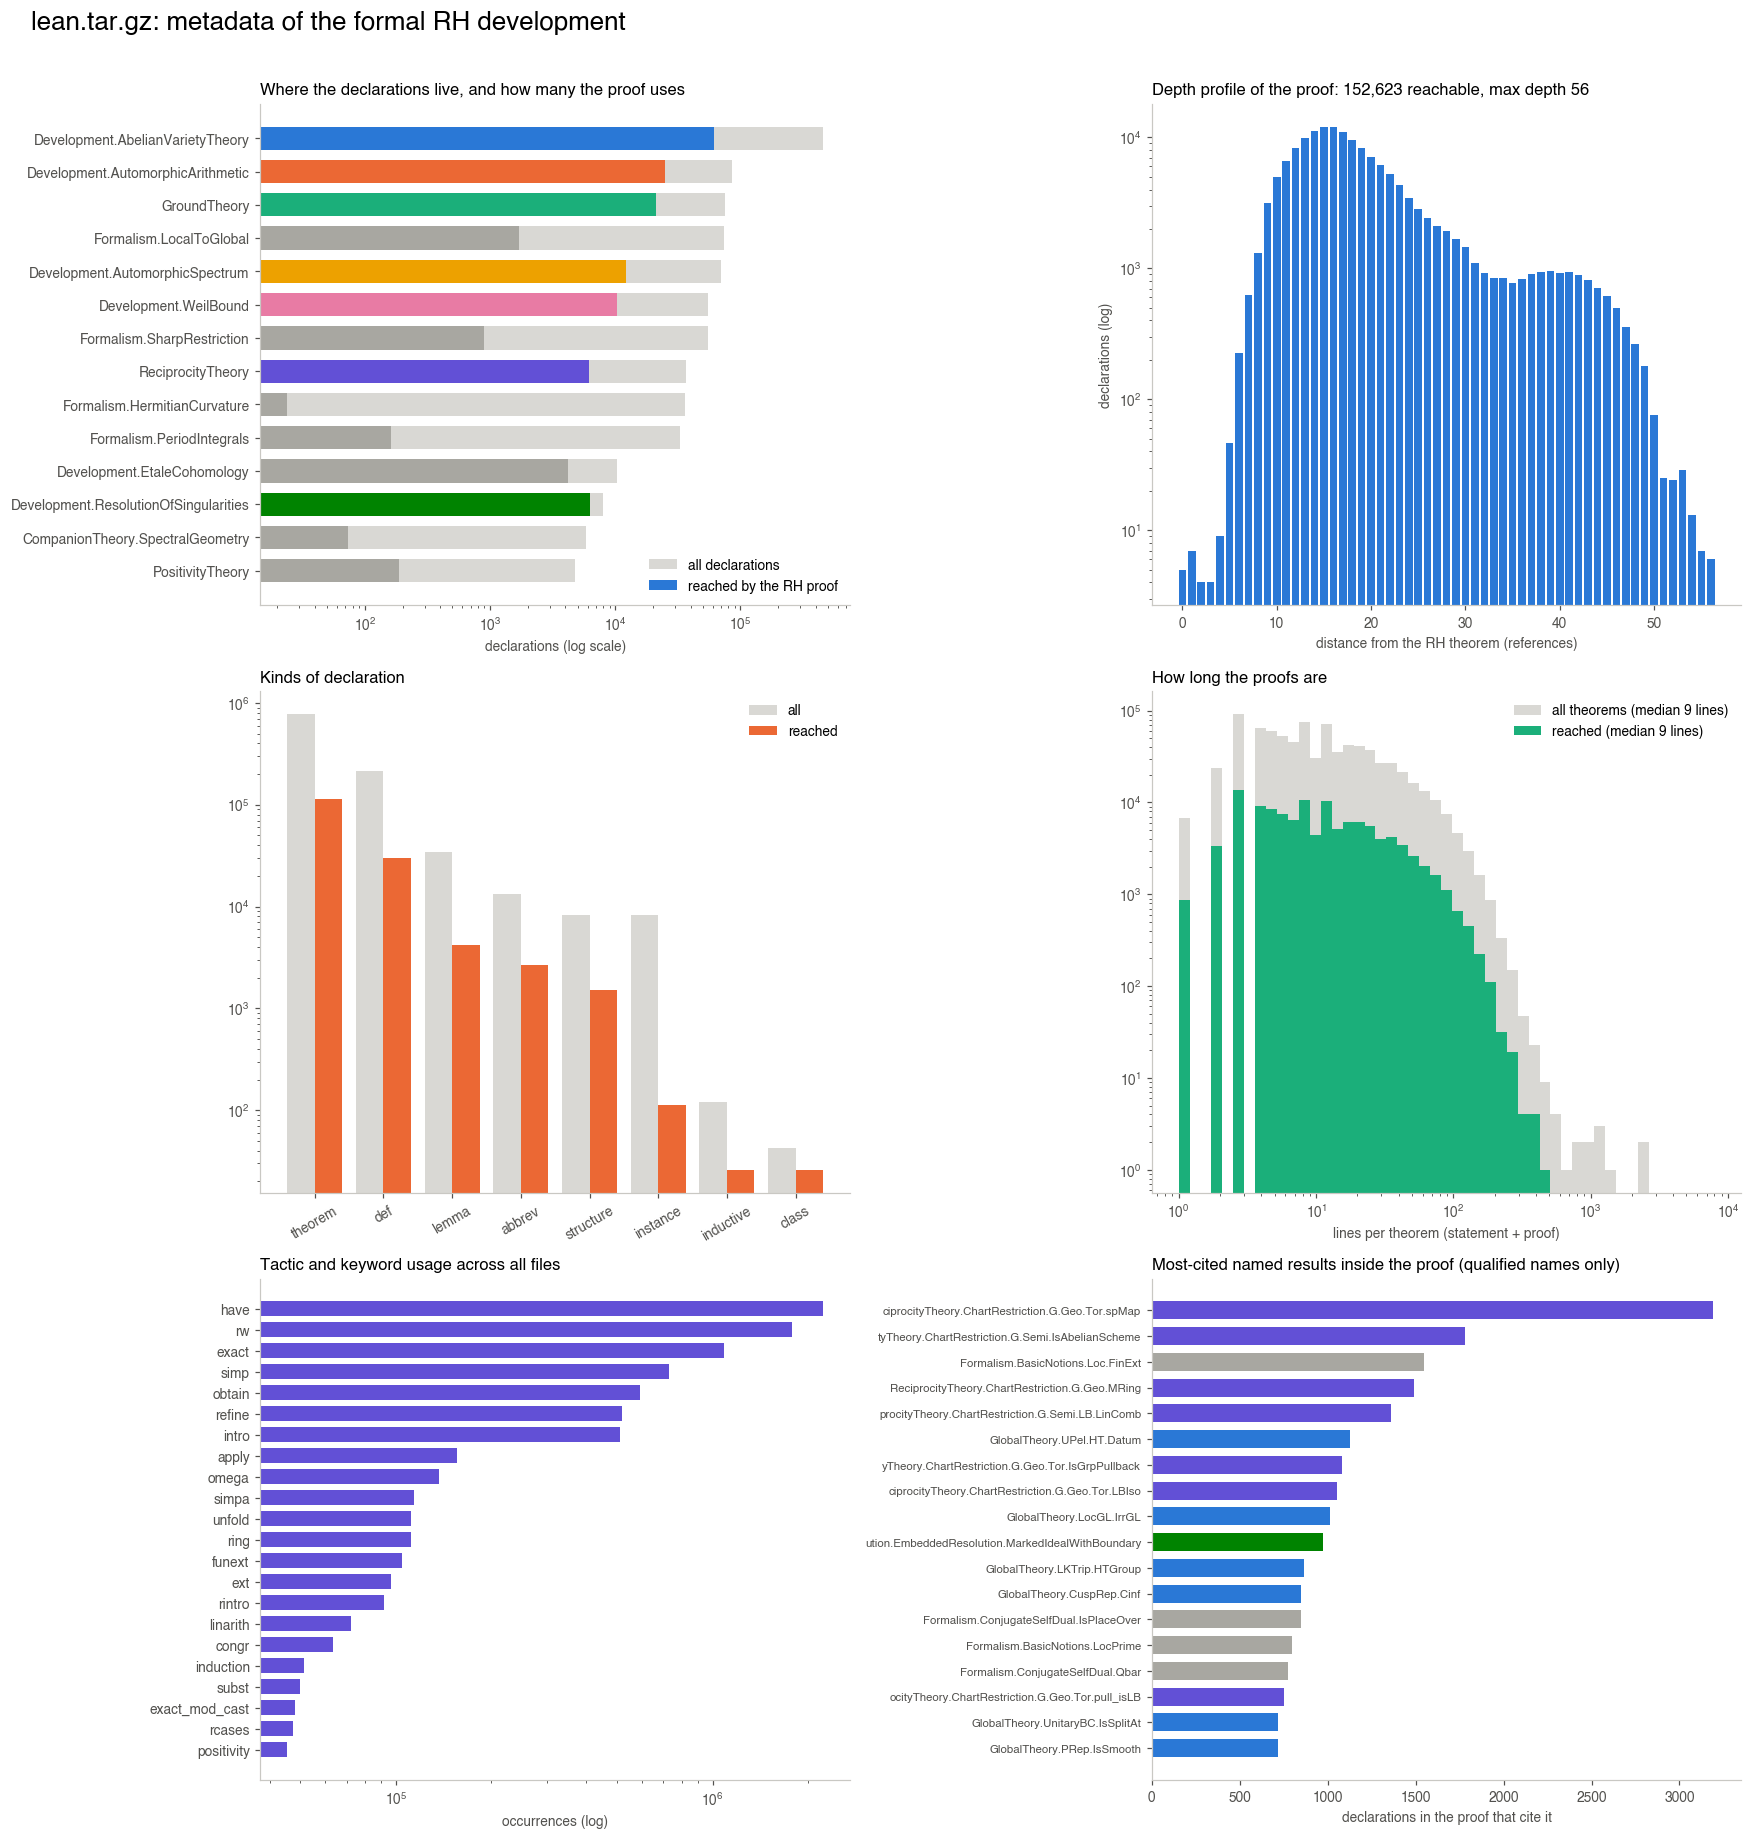 lean.tar.gz: metadata of the formal RH development
Where the declarations live, and how many the proof uses
Development.AbelianVarietyTheory
Development.AutomorphicArithmetic
GroundTheory
Formalism.LocalToGlobal
Development.AutomorphicSpectrum
Development.WeilBound
Formalism.SharpRestriction
ReciprocityTheory
Formalism.HermitianCurvature
Formalism.PeriodIntegrals
Development.EtaleCohomology
Development.ResolutionOfSingularities
CompanionTheory.SpectralGeometry
PositivityTheory
all declarations
reached by the RH proof
10² 10³ 10⁴ 10⁵
declarations (log scale)
Depth profile of the proof: 152,623 reachable, max depth 56
declarations (log)
10⁴
10³
10²
10¹
0 10 20 30 40 50
distance from the RH theorem (references)
Kinds of declaration
all
reached
10⁶
10⁵
10⁴
10³
10²
theorem def lemma abbrev structure instance inductive class
How long the proofs are
all theorems (median 9 lines)
reached (median 9 lines)
10⁵
10⁴
10³
10²
10¹
10⁰
10⁰ 10¹ 10² 10³ 10⁴
lines per theorem (statement + proof)
Tactic and keyword usage across all files
have
rw
exact
simp
obtain
refine
intro
apply
omega
simpa
unfold
ring
funext
ext
rintro
linarith
congr
induction
subst
exact_mod_cast
rcases
positivity
10⁵ 10⁶
occurrences (log)
Most-cited named results inside the proof (qualified names only)
ciprocityTheory.ChartRestriction.G.Geo.Tor.spMap
tyTheory.ChartRestriction.G.Semi.IsAbelianScheme
Formalism.BasicNotions.Loc.FinExt
ReciprocityTheory.ChartRestriction.G.Geo.MRing
procityTheory.ChartRestriction.G.Semi.LB.LinComb
GlobalTheory.UPel.HT.Datum
yTheory.ChartRestriction.G.Geo.Tor.IsGrpPullback
ciprocityTheory.ChartRestriction.G.Geo.Tor.LBIso
GlobalTheory.LocGL.IrrGL
ution.EmbeddedResolution.MarkedIdealWithBoundary
GlobalTheory.LKTrip.HTGroup
GlobalTheory.CuspRep.Cinf
Formalism.ConjugateSelfDual.IsPlaceOver
Formalism.BasicNotions.LocPrime
Formalism.ConjugateSelfDual.Qbar
ocityTheory.ChartRestriction.G.Geo.Tor.pull_isLB
GlobalTheory.UnitaryBC.IsSplitAt
GlobalTheory.PRep.IsSmooth
0 500 1000 1500 2000 2500 3000
declarations in the proof that cite it